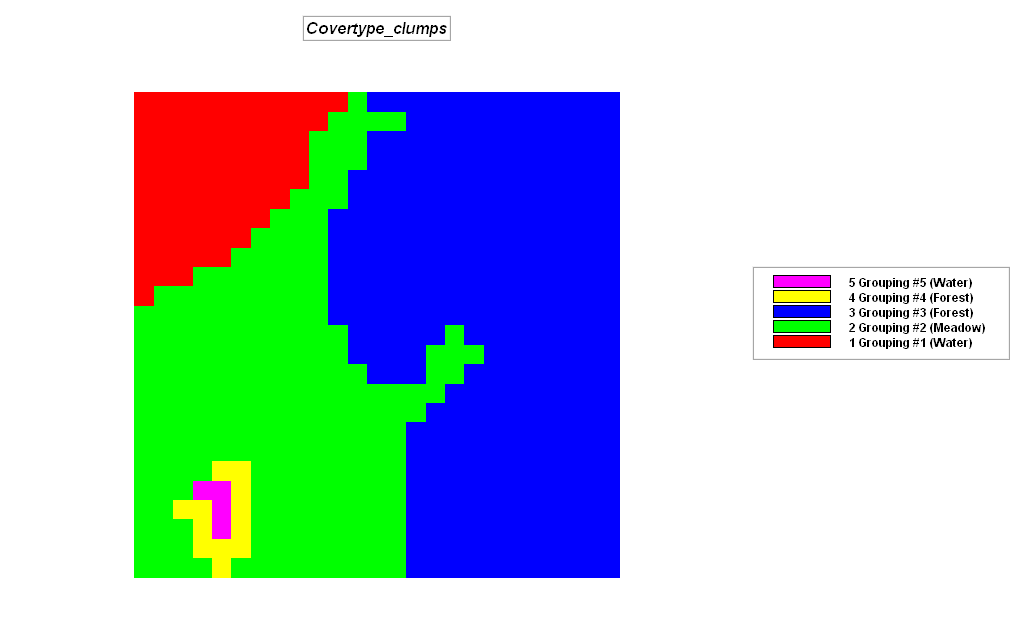 Covertype_clumps
5 Grouping #5 (Water)
4 Grouping #4 (Forest)
3 Grouping #3 (Forest)
2 Grouping #2 (Meadow)
1 Grouping #1 (Water)